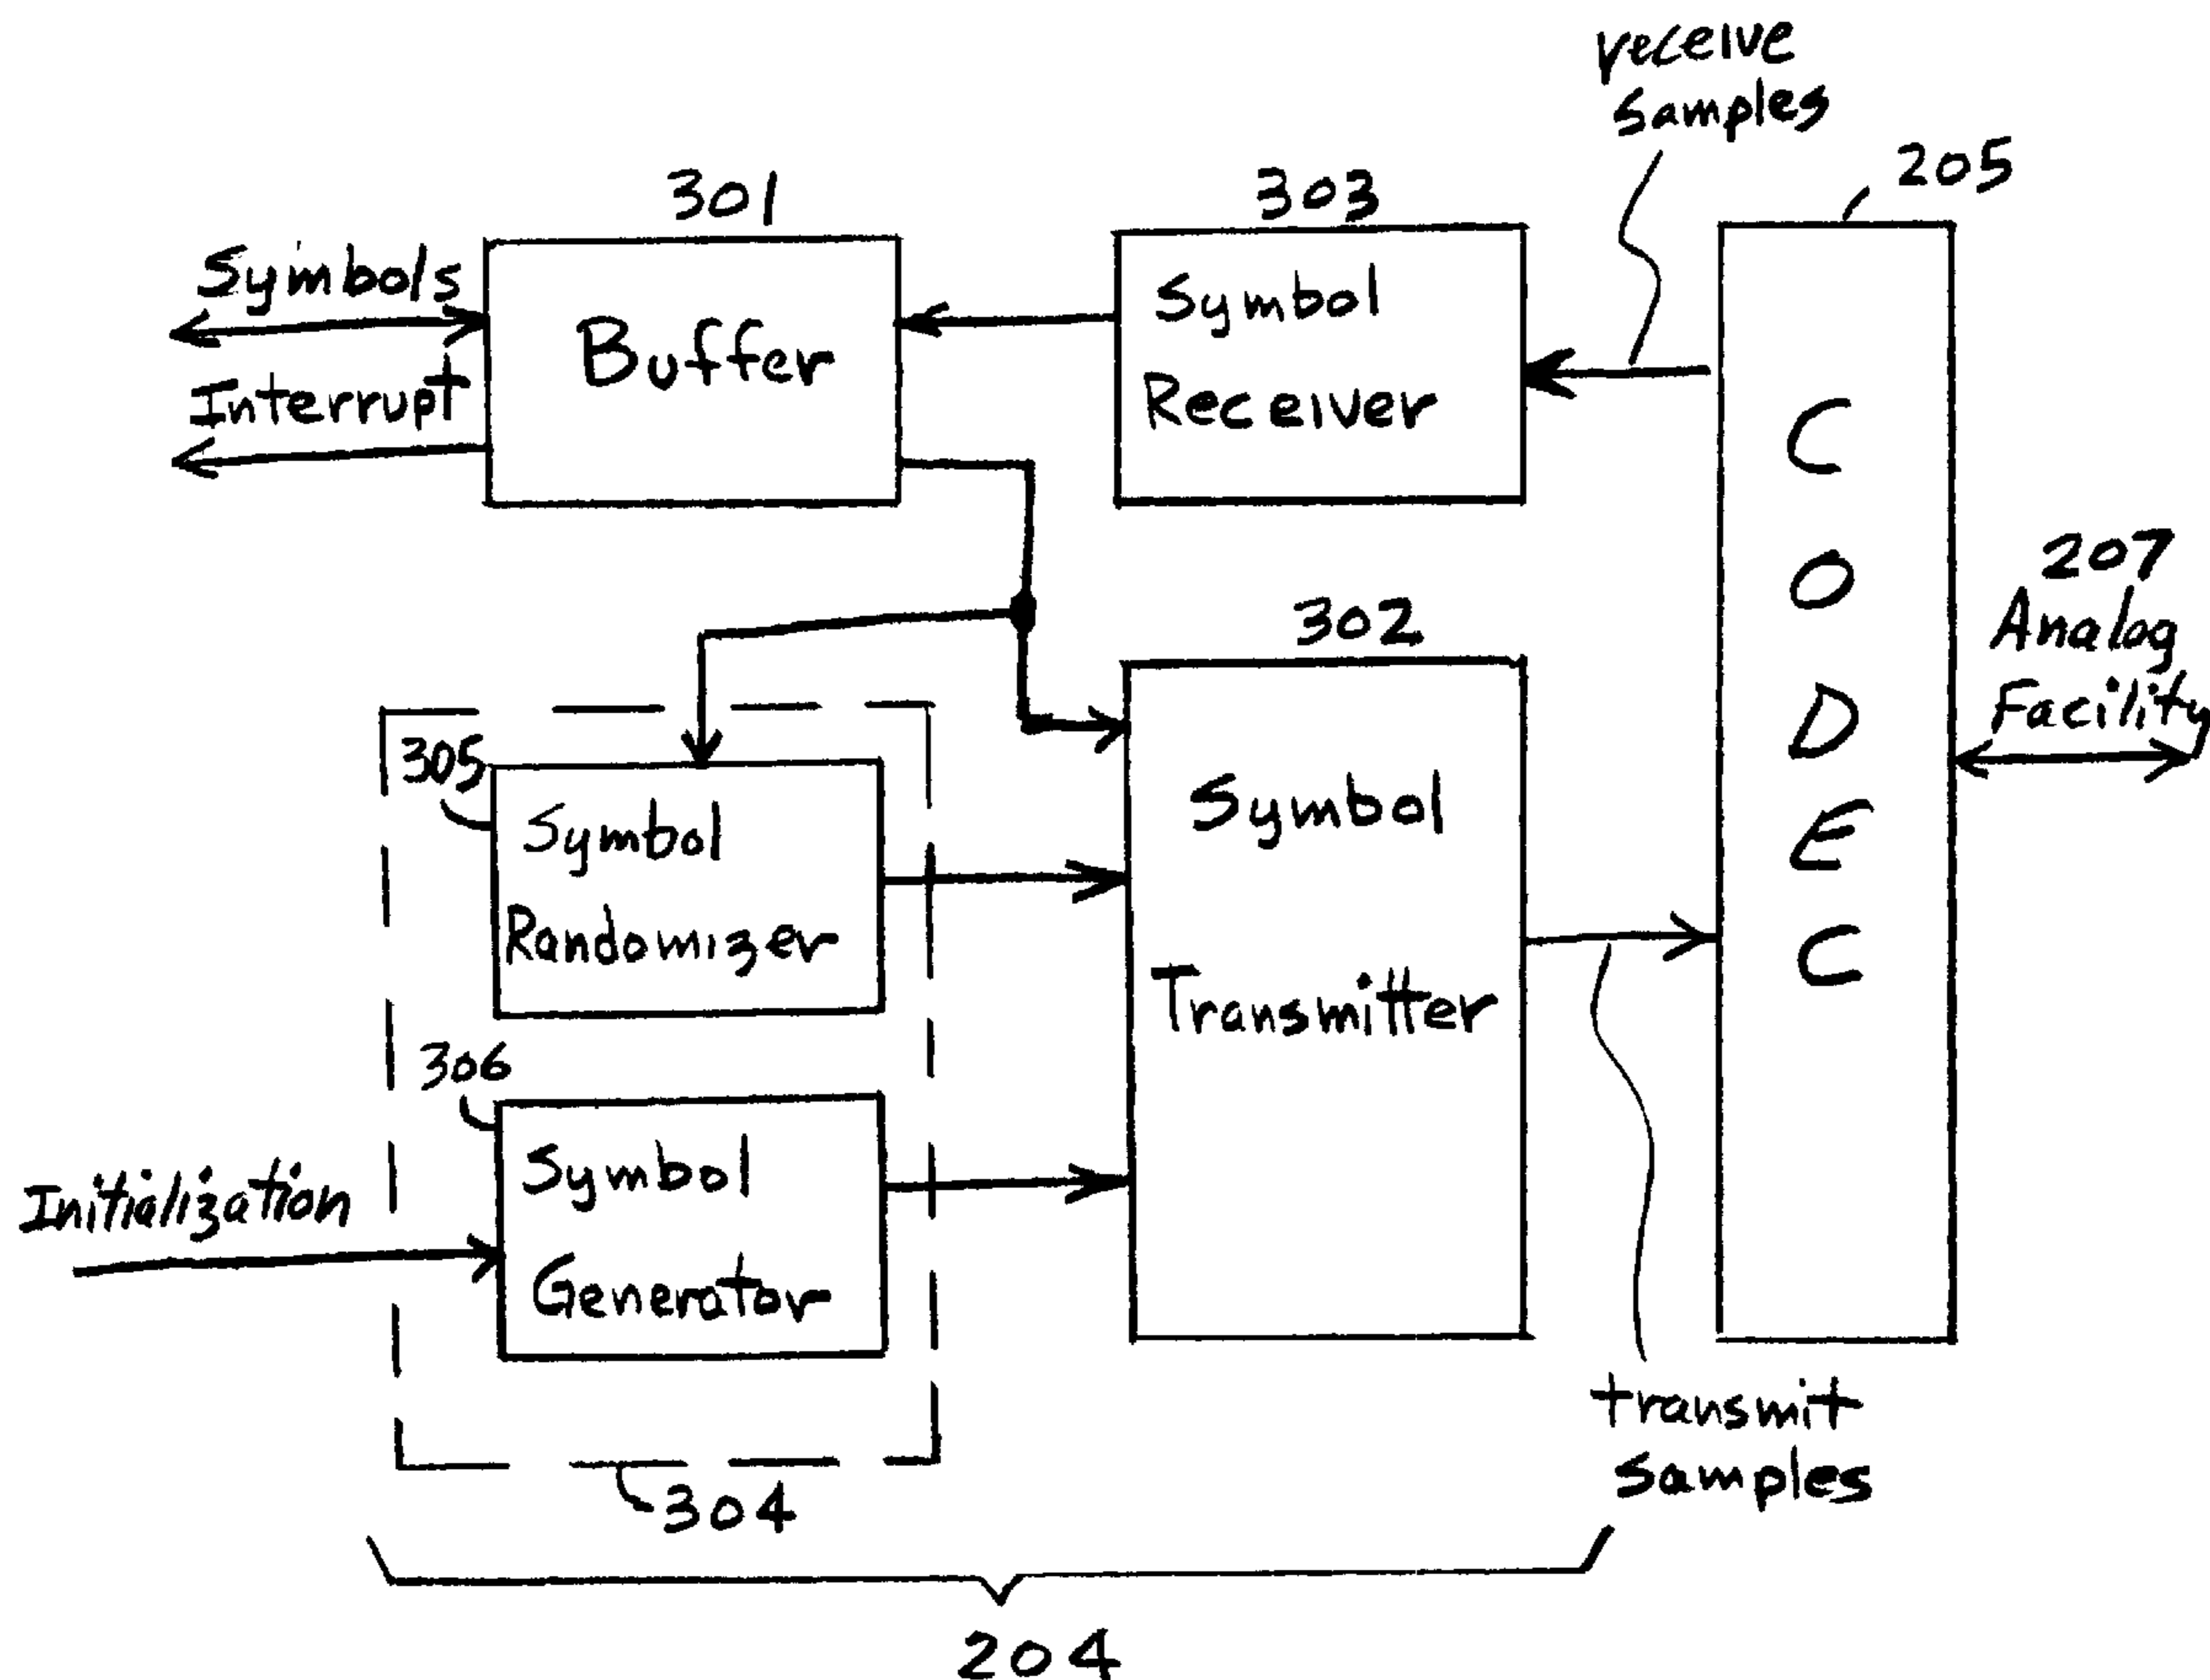 receive
samples
205
301
303
Symbols
Interrupt
Buffer
Symbol
Receiver
C
O
D
E
C
207
Analog
Facility
302
305
Symbol
Randomizer
Symbol
Transmitter
306
Symbol
Generator
Initialization
transmit
samples
304
204